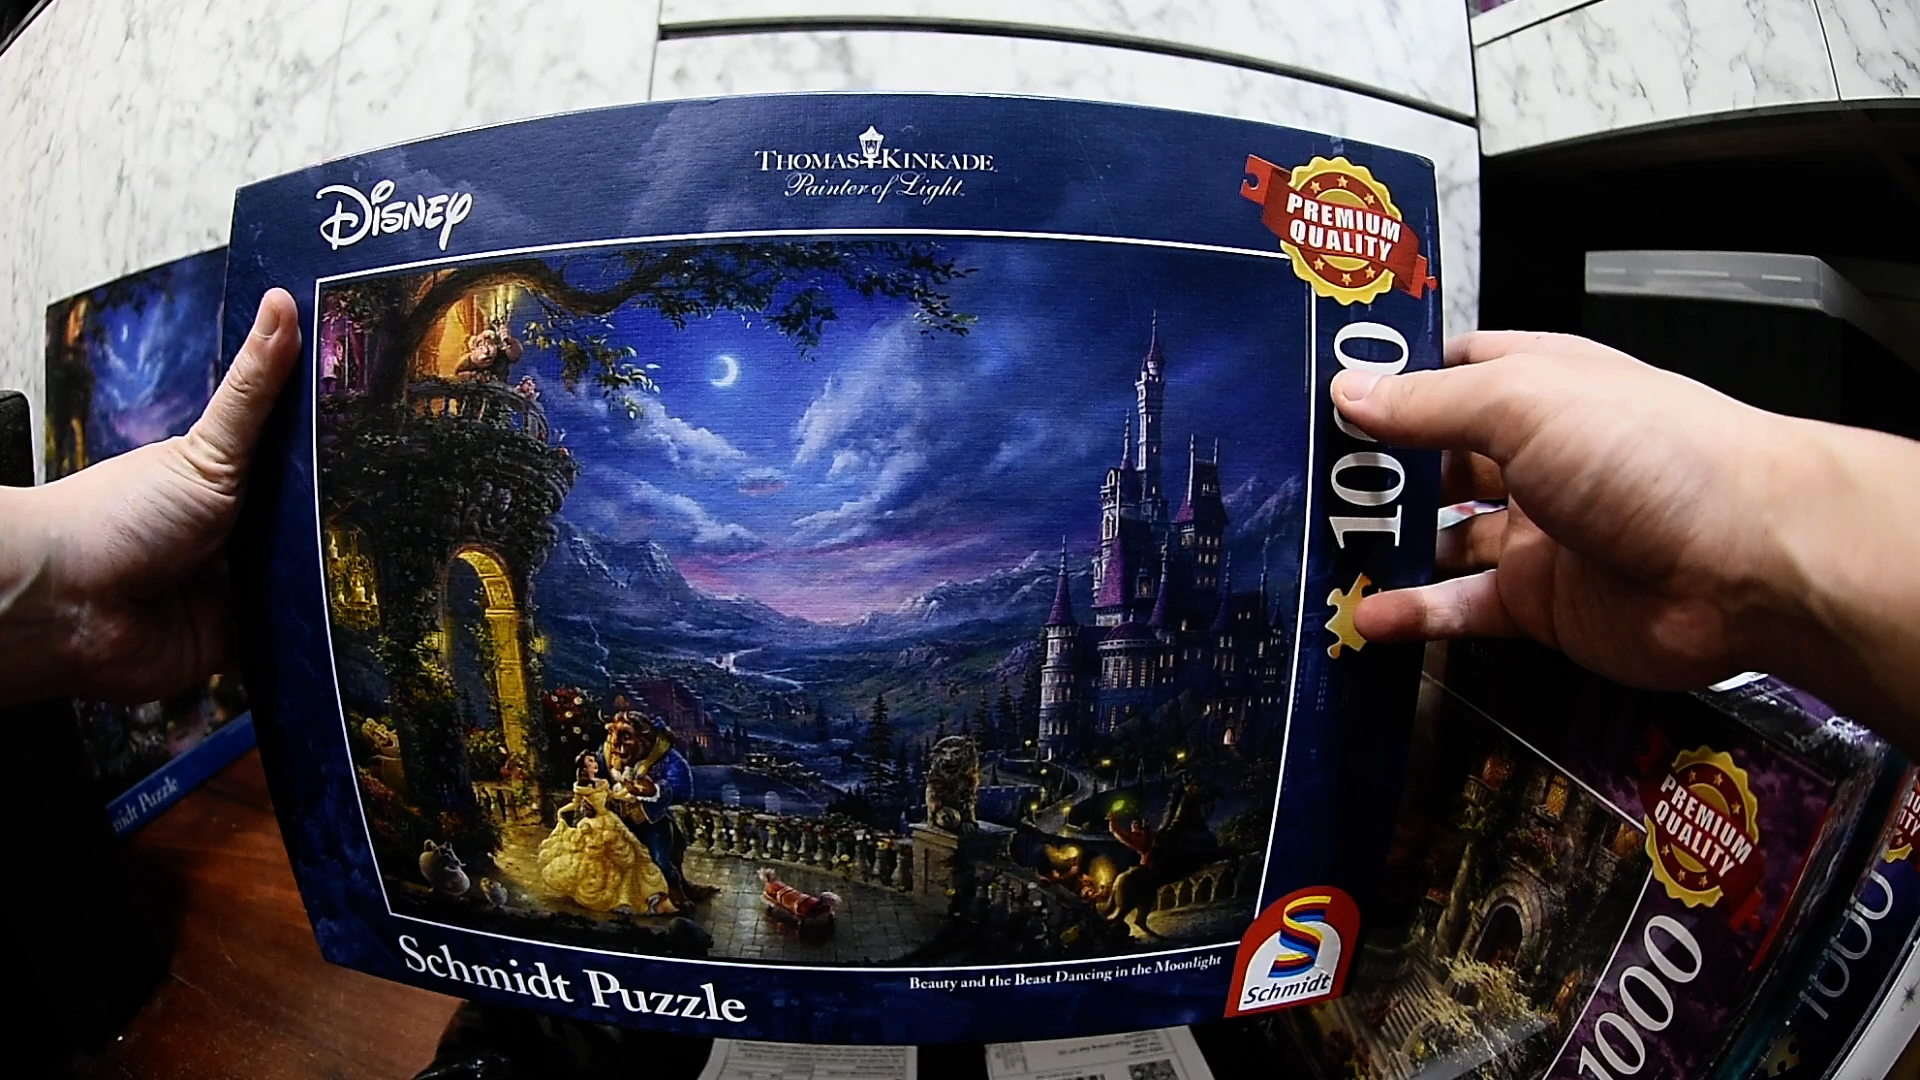 Disney
THOMAS KINKADE
Painter of Light
PREMIUM
QUALITY
1000
Schmidt Puzzle
Beauty and the Beast Dancing in the Moonlight
Schmidt
Puzzle
PREMIUM
QUALITY
1000
1000